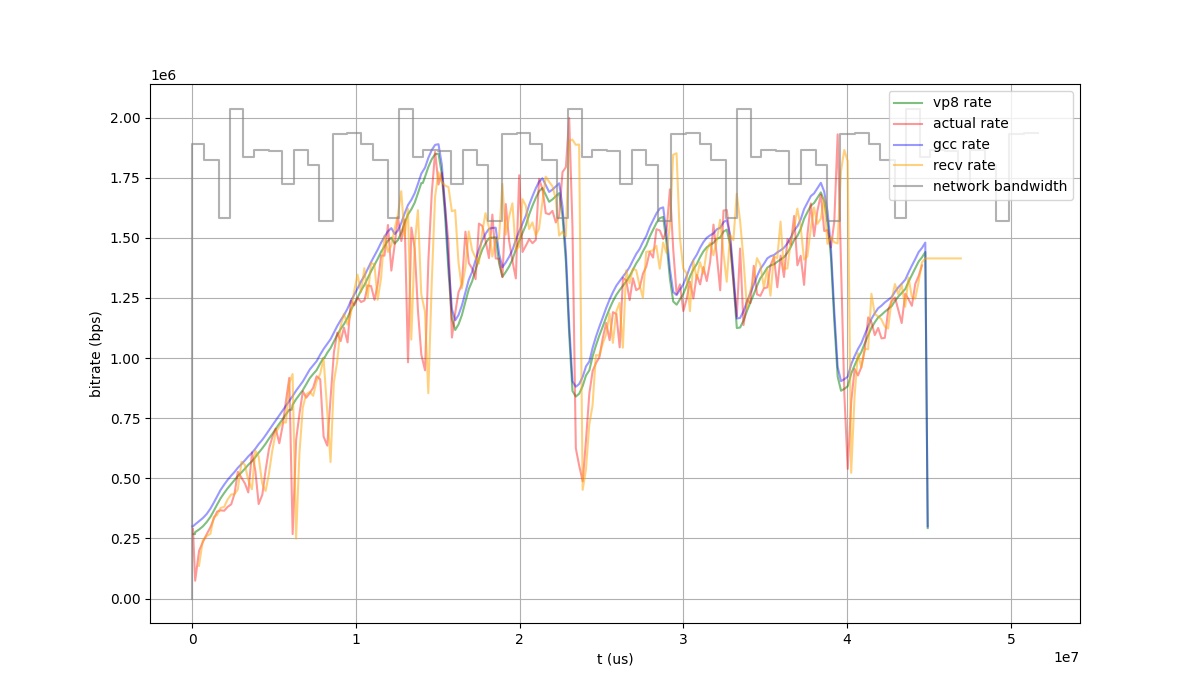 1e6
2.00
1.75
1.50
1.25
1.00
0.75
0.50
0.25
0.00
bitrate (bps)
vp8 rate
actual rate
gcc rate
recv rate
network bandwidth
0 1 2 3 4 5
t (us)
1e7